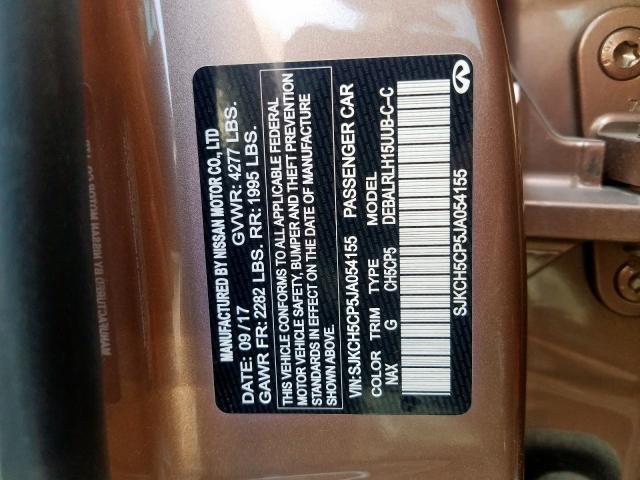 MANUFACTURED BY NISSAN MOTOR CO., LTD
DATE: 09/17 GVWR: 4277 LBS.
GAWR FR: 2282 LBS. RR: 1995 LBS.
THIS VEHICLE CONFORMS TO ALL APPLICABLE FEDERAL
MOTOR VEHICLE SAFETY, BUMPER AND THEFT PREVENTION
STANDARDS IN EFFECT ON THE DATE OF MANUFACTURE
SHOWN ABOVE.
VIN:SJKCH5CP5JA054155 PASSENGER CAR
COLOR TRIM TYPE MODEL
NAX G CH5CP5 DEBALRLH15UUB-C-C
SJKCH5CP5JA054155